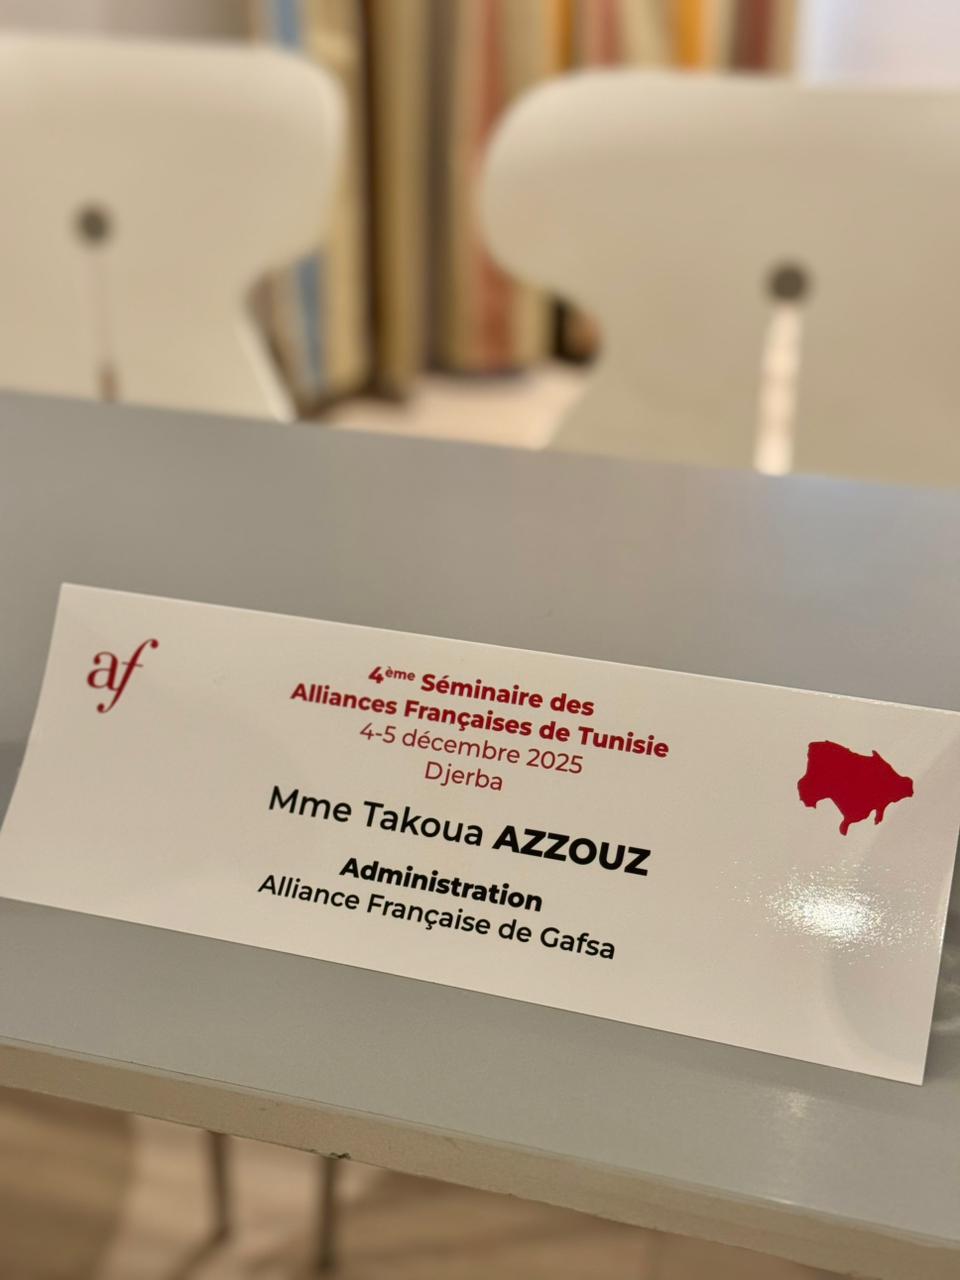 af
4ème Séminaire des
Alliances Françaises de Tunisie
4-5 décembre 2025
Djerba
Mme Takoua AZZOUZ
Administration
Alliance Française de Gafsa